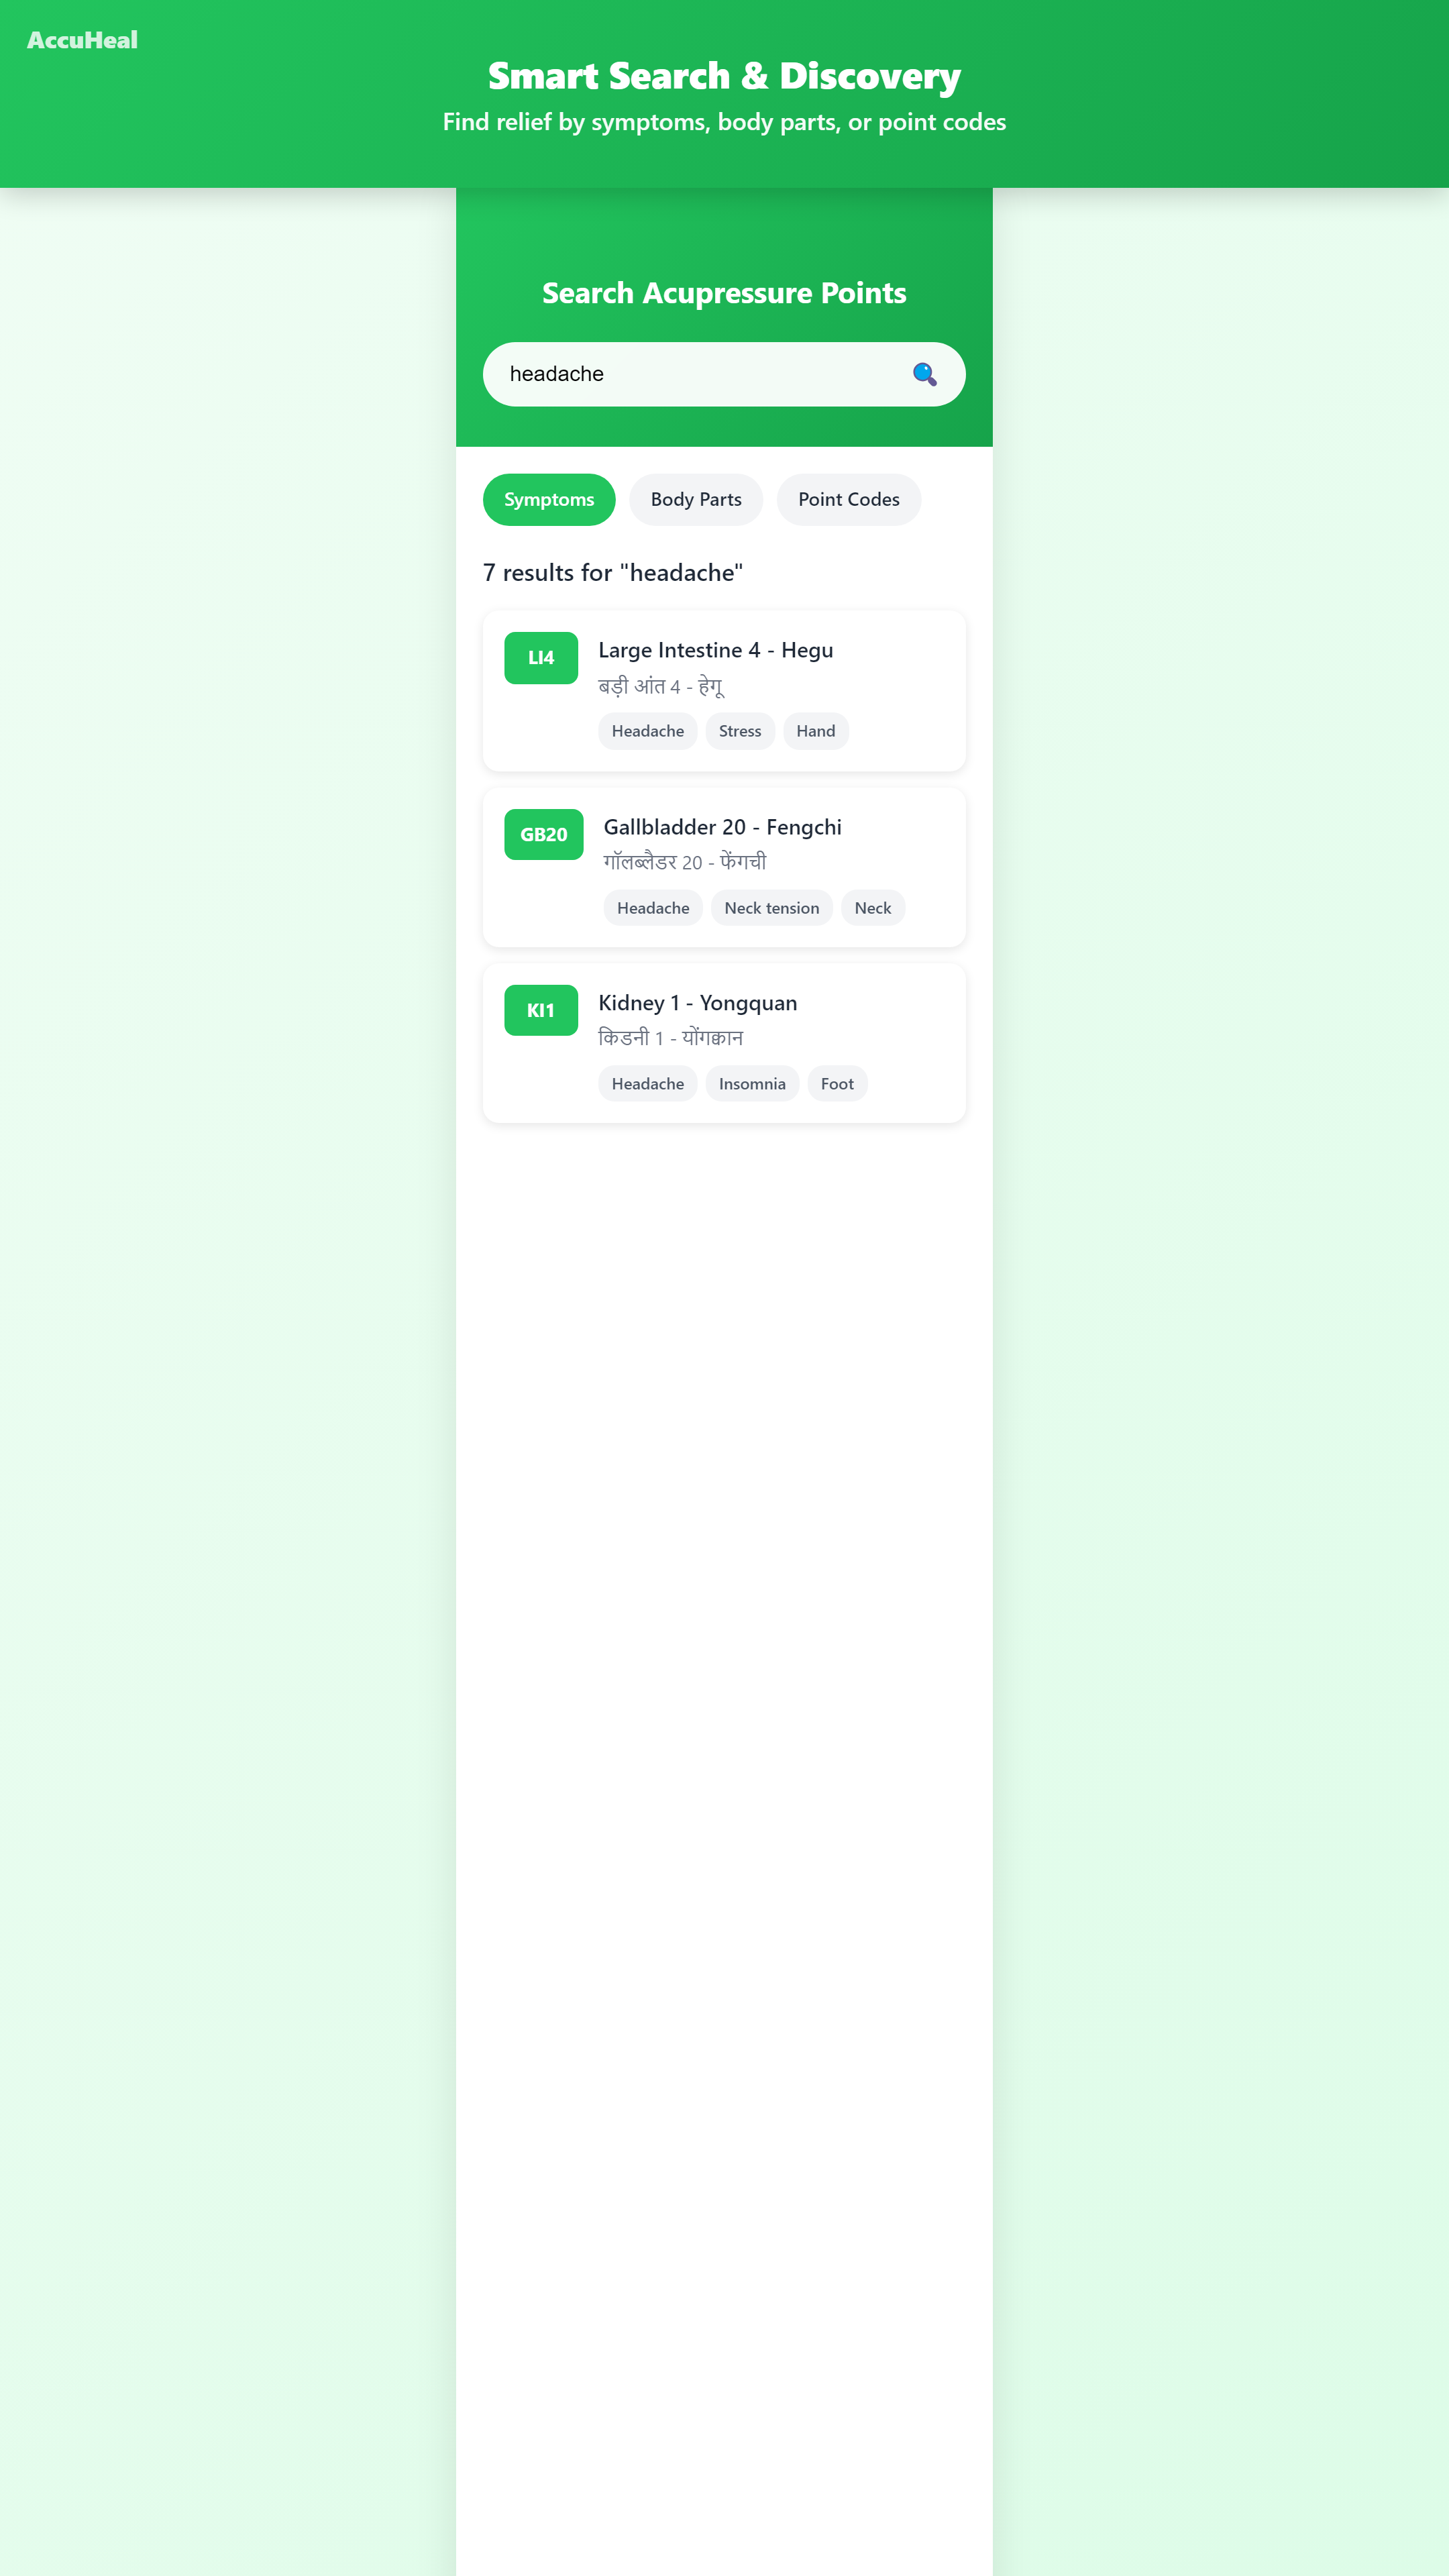 AccuHeal
Smart Search & Discovery
Find relief by symptoms, body parts, or point codes
Search Acupressure Points
headache
Symptoms Body Parts Point Codes
7 results for "headache"
LI4
Large Intestine 4 - Hegu
बड़ी आंत 4 - हेगू
Headache Stress Hand
GB20
Gallbladder 20 - Fengchi
गॉलब्लैडर 20 - फेंगची
Headache Neck tension Neck
KI1
Kidney 1 - Yongquan
किडनी 1 - योंगक्वान
Headache Insomnia Foot